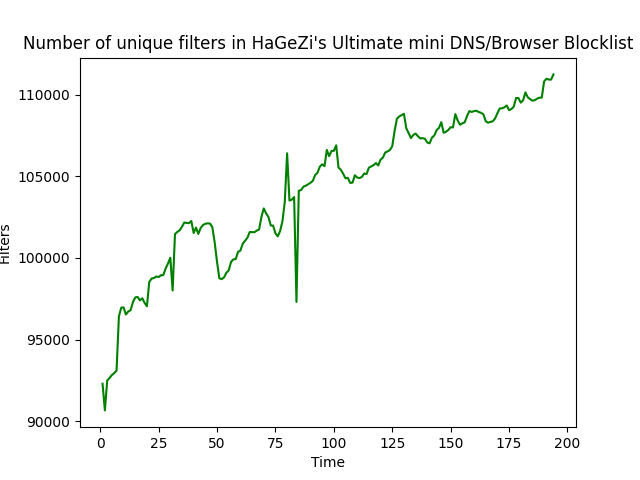 Number of unique filters in HaGeZi's Ultimate mini DNS/Browser Blocklist
110000
105000
100000
95000
90000
Filters
0 25 50 75 100 125 150 175 200
Time